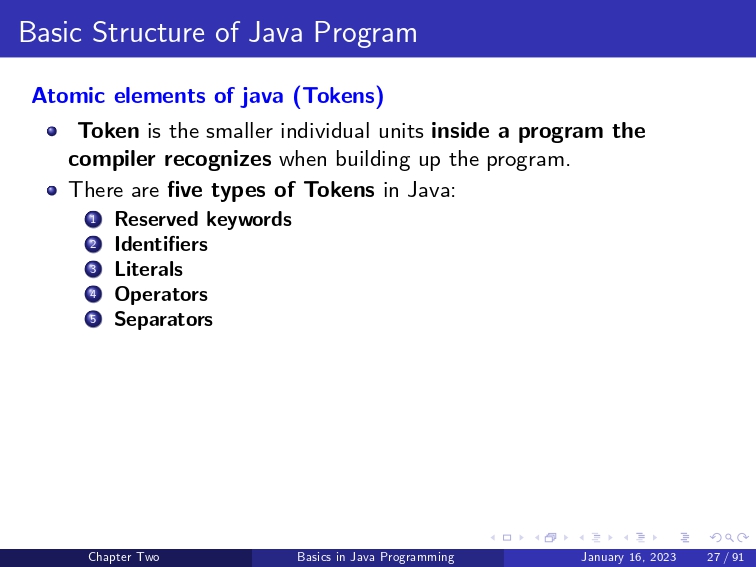 Basic Structure of Java Program
Atomic elements of java (Tokens)
Token is the smaller individual units inside a program the
compiler recognizes when building up the program.
There are five types of Tokens in Java:
1 Reserved keywords
2 Identifiers
3 Literals
4 Operators
5 Separators
Chapter Two Basics in Java Programming January 16, 2023 27 / 91